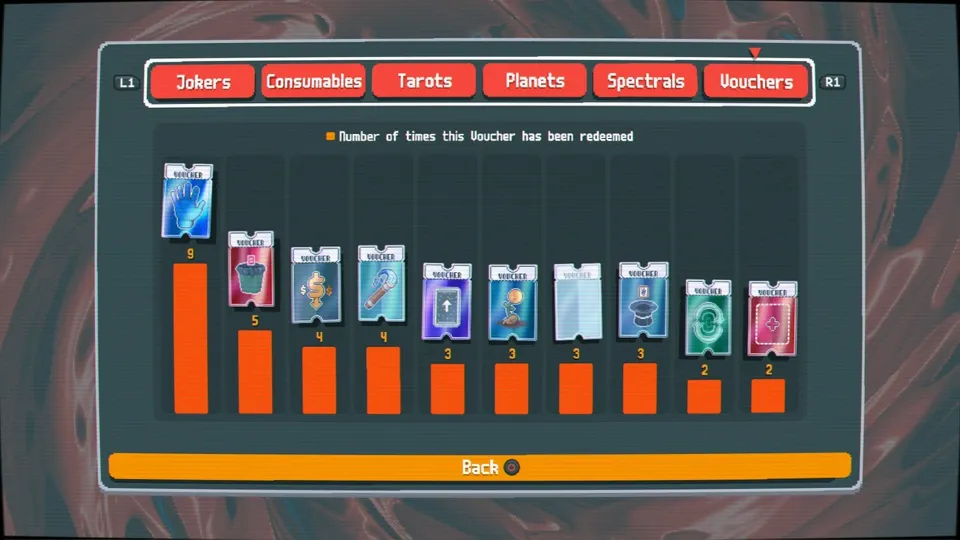 L1 Jokers Consumables Tarots Planets Spectrals Vouchers R1
Number of times this Voucher has been redeemed
VOUCHER VOUCHER VOUCHER VOUCHER VOUCHER VOUCHER VOUCHER VOUCHER VOUCHER VOUCHER
9 5 4 4 3 3 3 3 2 2
Back